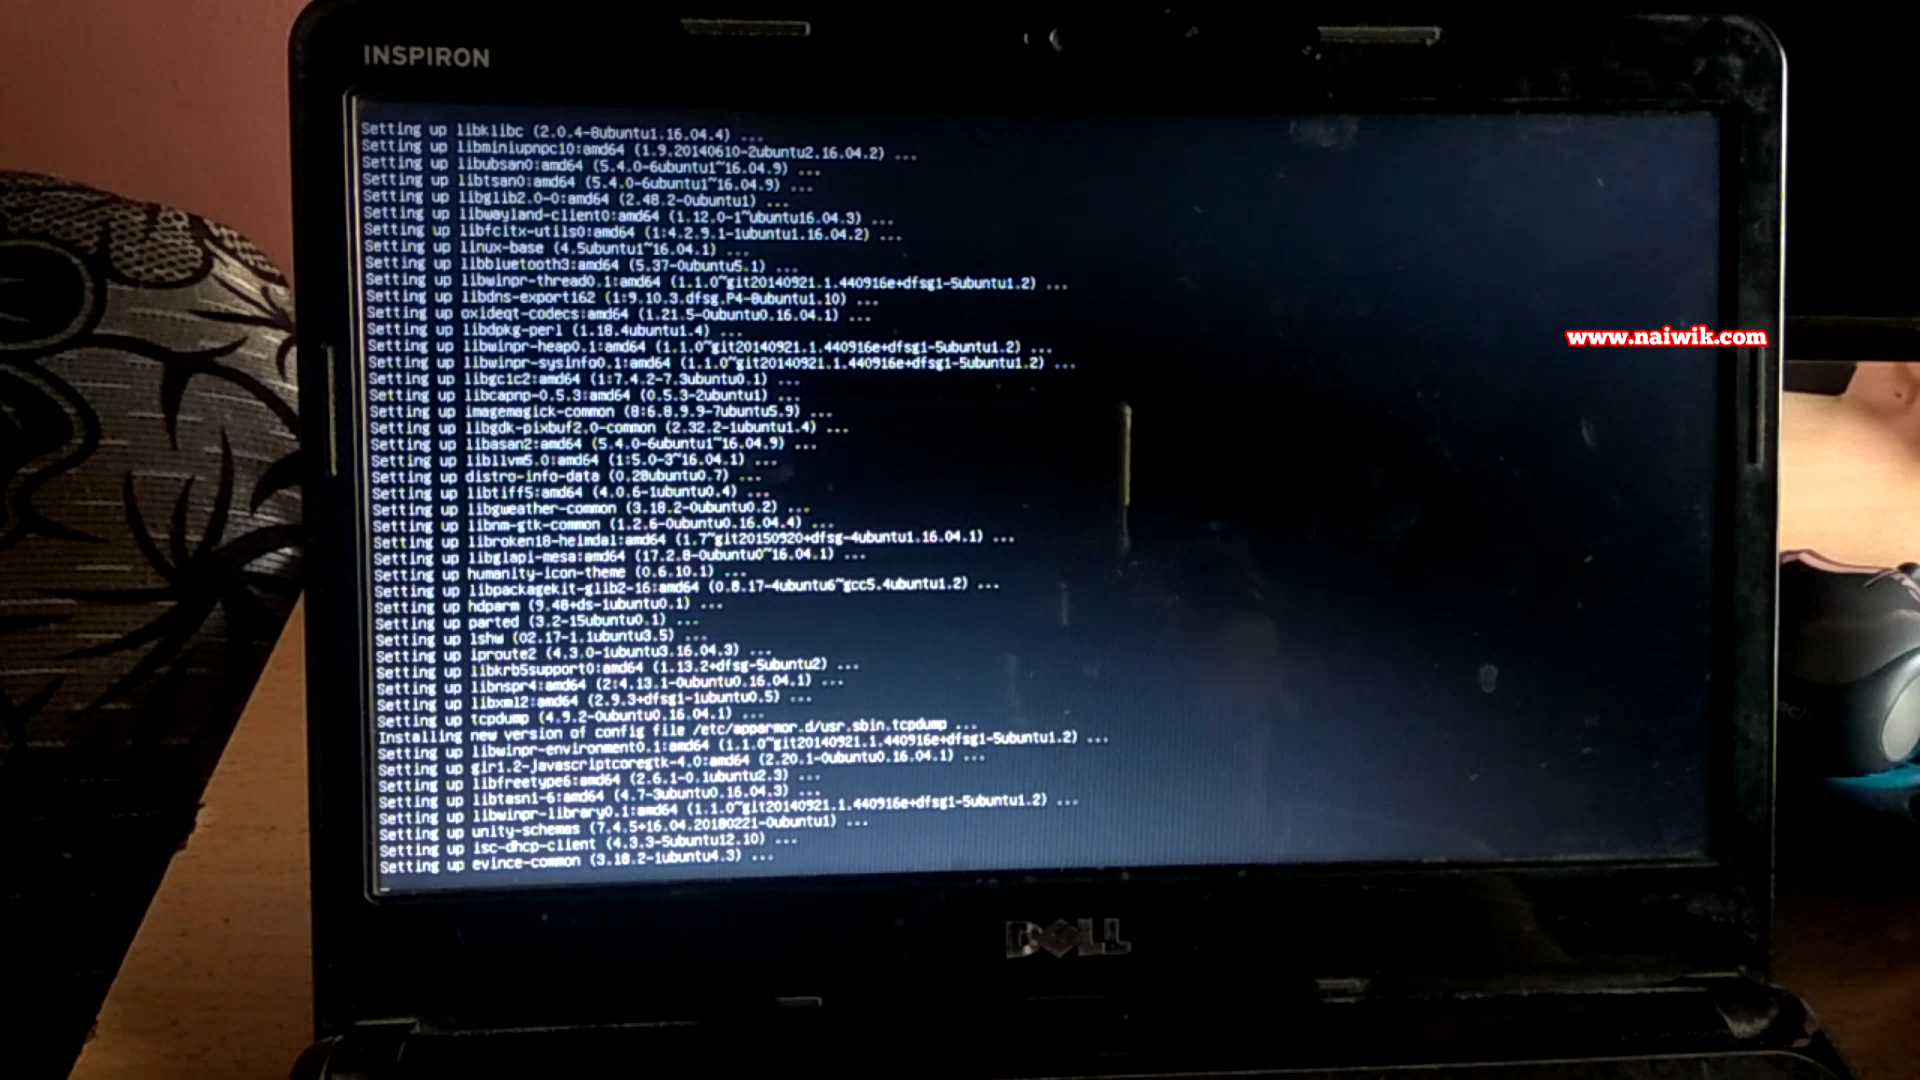 INSPIRON
Setting up libklibc (2.0.4-8ubuntu1.16.04.4) ...
Setting up libminiupnpc10:amd64 (1.9.20140610-2ubuntu2.16.04.2) ...
Setting up libubsan0:amd64 (5.4.0-6ubuntu1~16.04.9) ...
Setting up libtsan0:amd64 (5.4.0-6ubuntu1~16.04.9) ...
Setting up libglib2.0-0:amd64 (2.48.2-0ubuntu1) ...
Setting up libwayland-client0:amd64 (1.12.0-1~ubuntu16.04.3) ...
Setting up libfcitx-utils0:amd64 (1:4.2.9.1-1ubuntu1.16.04.2) ...
Setting up linux-base (4.5ubuntu1~16.04.1) ...
Setting up libbluetooth3:amd64 (5.37-0ubuntu5.1) ...
Setting up libwinpr-thread0.1:amd64 (1.1.0~git20140921.1.440916e+dfsg1-5ubuntu1.2) ...
Setting up libdns-export162 (1:9.10.3.dfsg.P4-8ubuntu1.10) ...
Setting up oxideqt-codecs:amd64 (1.21.5-0ubuntu0.16.04.1) ...
Setting up libdpkg-perl (1.18.4ubuntu1.4) ...
Setting up libwinpr-heap0.1:amd64 (1.1.0~git20140921.1.440916e+dfsg1-5ubuntu1.2) ...
Setting up libwinpr-sysinfo0.1:amd64 (1.1.0~git20140921.1.440916e+dfsg1-5ubuntu1.2) ...
Setting up libgc1c2:amd64 (1:7.4.2-7.3ubuntu0.1) ...
Setting up libcapnp-0.5.3:amd64 (0.5.3-2ubuntu1) ...
Setting up imagemagick-common (8:6.8.9.9-7ubuntu5.9) ...
Setting up libgdk-pixbuf2.0-common (2.32.2-1ubuntu1.4) ...
Setting up libasan2:amd64 (5.4.0-6ubuntu1~16.04.9) ...
Setting up libllvm5.0:amd64 (1:5.0-3~16.04.1) ...
Setting up distro-info-data (0.28ubuntu0.7) ...
Setting up libtiff5:amd64 (4.0.6-1ubuntu0.4) ...
Setting up libgweather-common (3.18.2-0ubuntu0.2) ...
Setting up libnm-gtk-common (1.2.6-0ubuntu0.16.04.4) ...
Setting up libroken18-heimdal:amd64 (1.7~git20150920+dfsg-4ubuntu1.16.04.1) ...
Setting up libglapi-mesa:amd64 (17.2.8-0ubuntu0~16.04.1) ...
Setting up humanity-icon-theme (0.6.10.1) ...
Setting up libpackagekit-glib2-16:amd64 (0.8.17-4ubuntu6~gcc5.4ubuntu1.2) ...
Setting up hdparm (9.48+ds-1ubuntu0.1) ...
Setting up parted (3.2-15ubuntu0.1) ...
Setting up lshw (02.17-1.1ubuntu3.5) ...
Setting up iproute2 (4.3.0-1ubuntu3.16.04.3) ...
Setting up libkrb5support0:amd64 (1.13.2+dfsg-5ubuntu2) ...
Setting up libnspr4:amd64 (2:4.13.1-0ubuntu0.16.04.1) ...
Setting up libxml2:amd64 (2.9.3+dfsg1-1ubuntu0.5) ...
Setting up tcpdump (4.9.2-0ubuntu0.16.04.1) ...
Installing new version of config file /etc/apparmor.d/usr.sbin.tcpdump ...
Setting up libwinpr-environment0.1:amd64 (1.1.0~git20140921.1.440916e+dfsg1-5ubuntu1.2) ...
Setting up gir1.2-javascriptcoregtk-4.0:amd64 (2.20.1-0ubuntu0.16.04.1) ...
Setting up libfreetype6:amd64 (2.6.1-0.1ubuntu2.3) ...
Setting up libtasn1-6:amd64 (4.7-3ubuntu0.16.04.3) ...
Setting up libwinpr-library0.1:amd64 (1.1.0~git20140921.1.440916e+dfsg1-5ubuntu1.2) ...
Setting up unity-schemas (7.4.5+16.04.20180221-0ubuntu1) ...
Setting up isc-dhcp-client (4.3.3-5ubuntu12.10) ...
Setting up evince-common (3.18.2-1ubuntu4.3) ...
www.naiwik.com
DELL